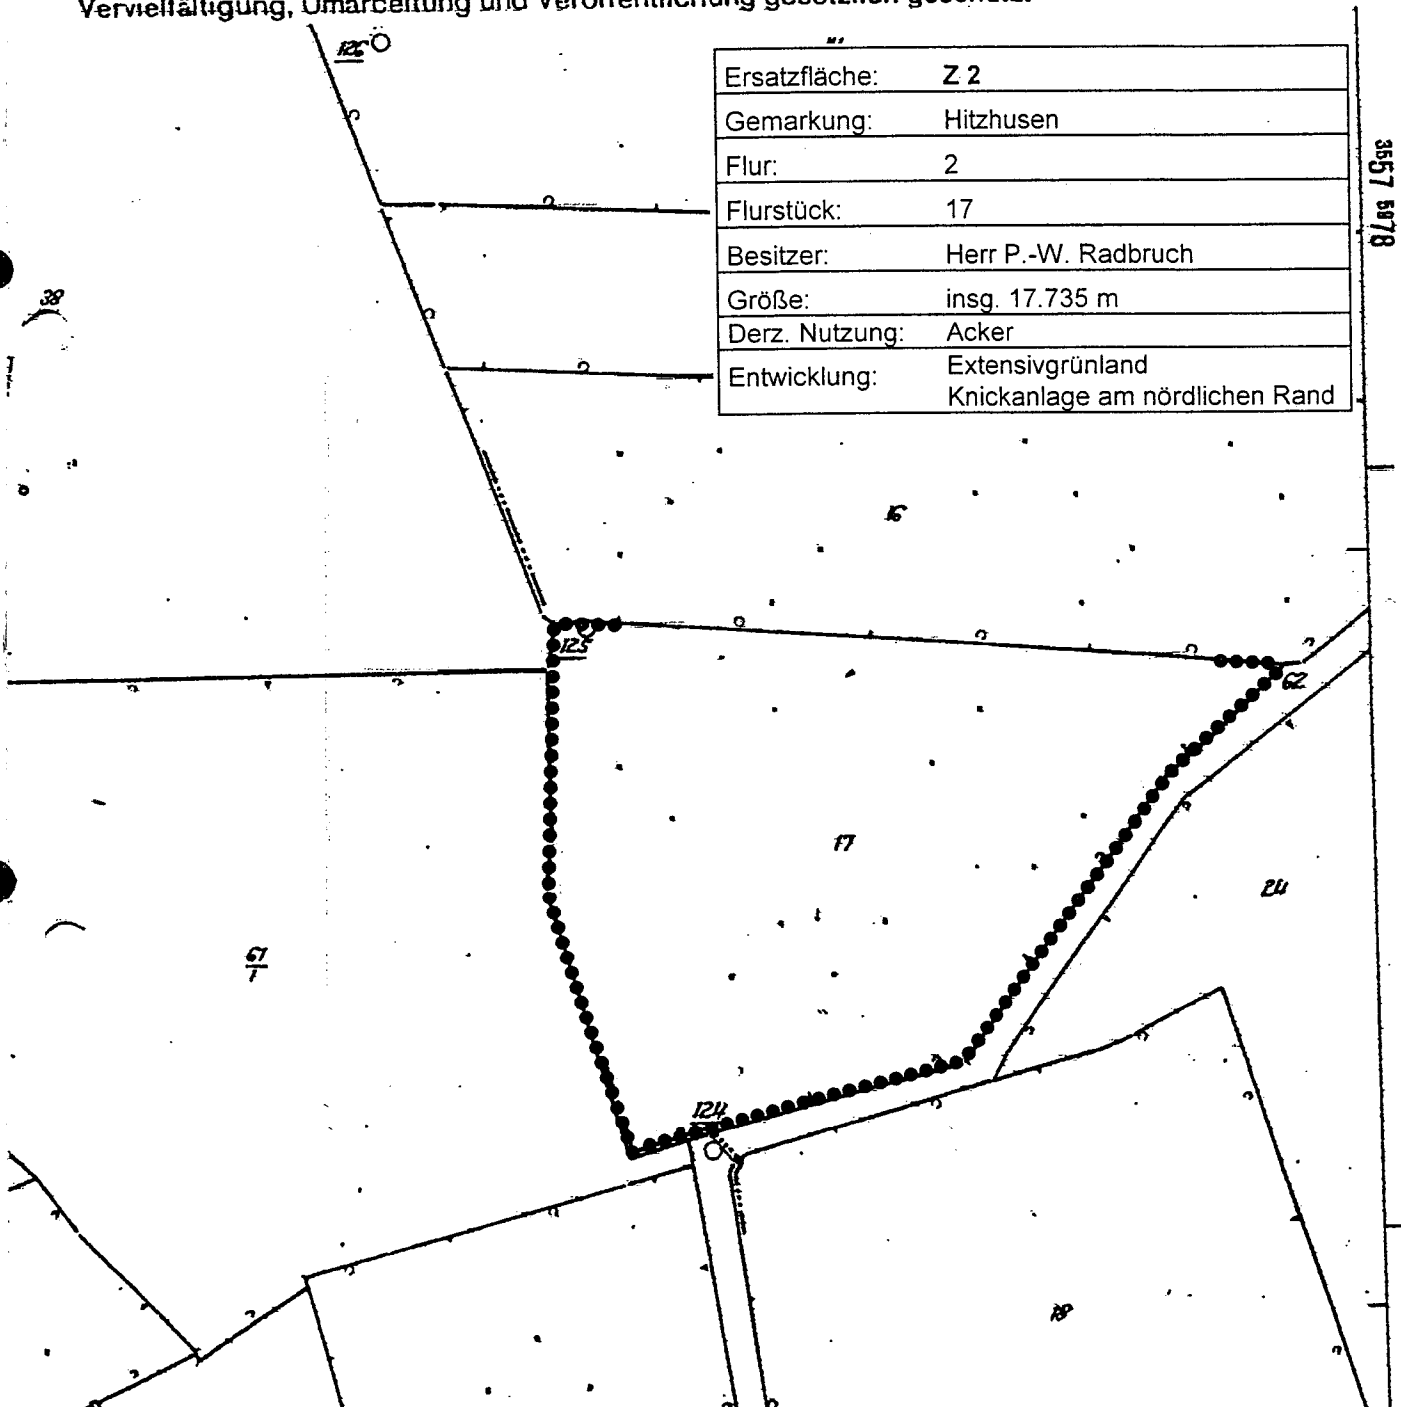 Vervielfältigung, Umarbeitung und Veröffentlichung gesetzlich geschützt.
126
Ersatzfläche: Z 2
Gemarkung: Hitzhusen
Flur: 2
Flurstück: 17
Besitzer: Herr P.-W. Radbruch
Größe: insg. 17.735 m
Derz. Nutzung: Acker
Entwicklung: Extensivgrünland
Knickanlage am nördlichen Rand
3557 5978
38
16
125
62
17
24
67
1
124
18